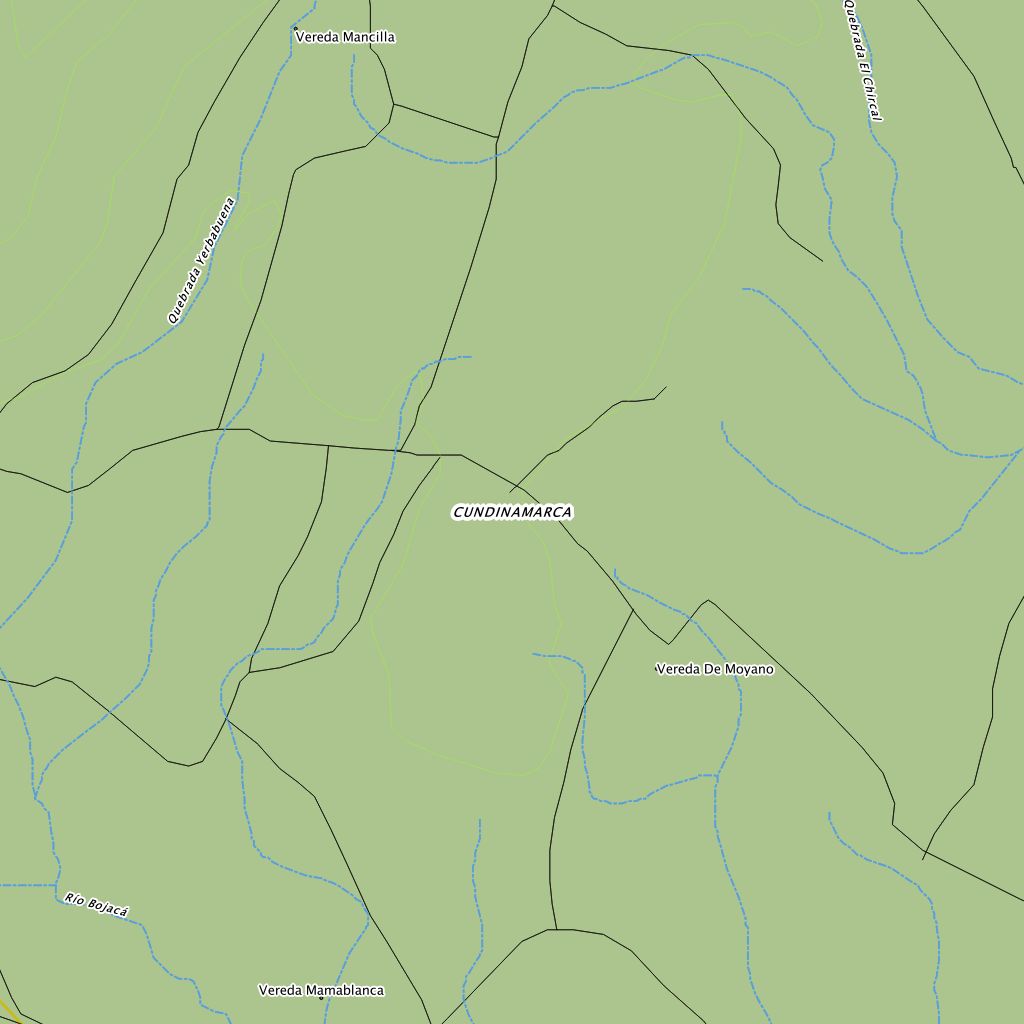 Vereda Mancilla
Quebrada El Chircal
Quebrada Yerbabuena
CUNDINAMARCA
Vereda De Moyano
Río Bojacá
Vereda Mamablanca